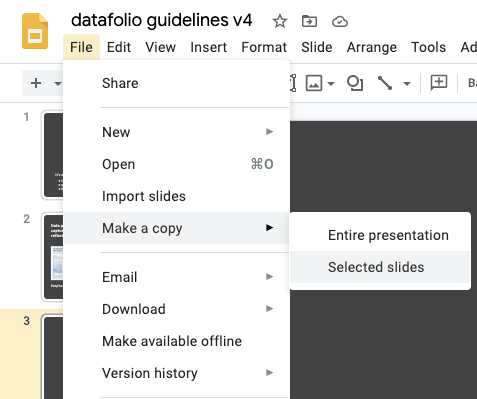 datafolio guidelines v4
File Edit View Insert Format Slide Arrange Tools Ad
Share
New
Open ⌘O
Import slides
Make a copy
Entire presentation
Selected slides
Email
Download
Make available offline
Version history
1
2
3